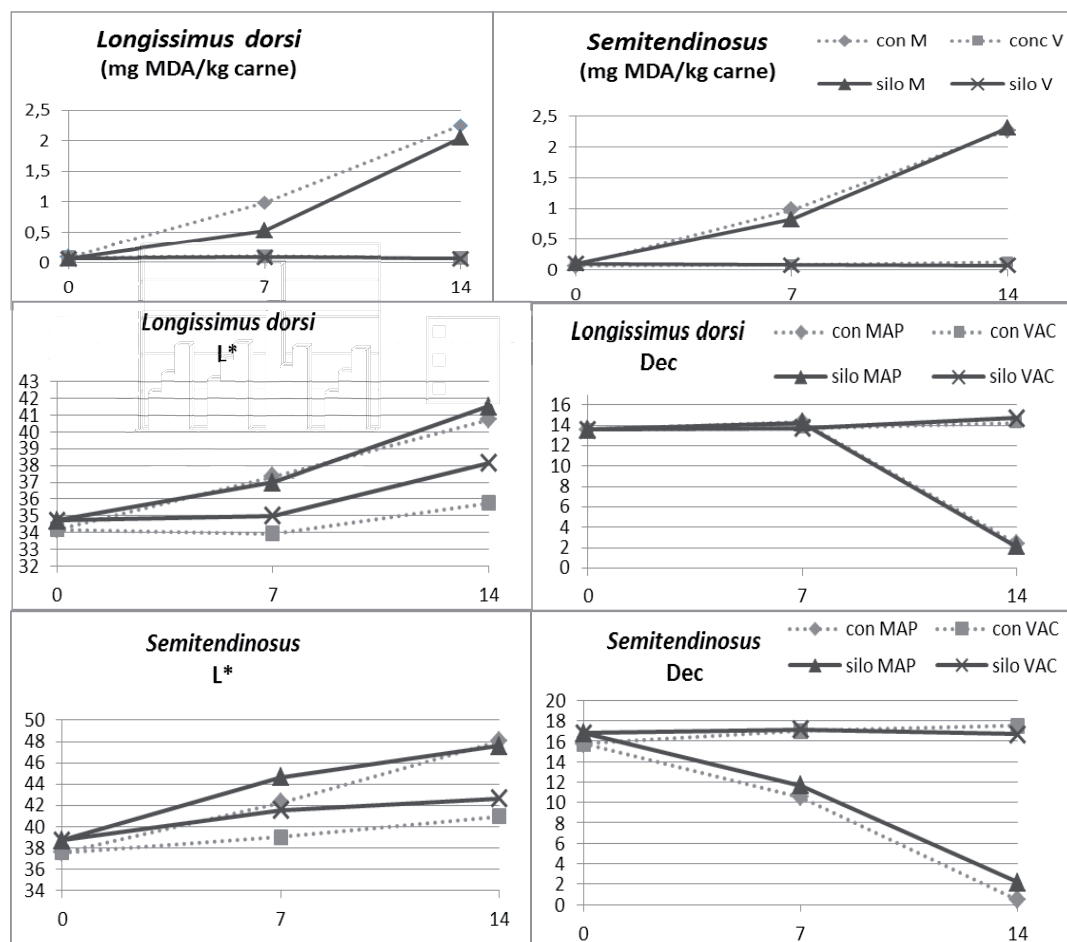 Longissimus dorsi
(mg MDA/kg carne)
2,5
2
1,5
1
0,5
0
0 7 14
Semitendinosus
(mg MDA/kg carne)
con M conc V
silo M silo V
2,5
2
1,5
1
0,5
0
0 7 14
Longissimus dorsi
L*
43
42
41
40
39
38
37
36
35
34
33
32
0 7 14
Longissimus dorsi
Dec
con MAP con VAC
silo MAP silo VAC
16
14
12
10
8
6
4
2
0
0 7 14
Semitendinosus
L*
50
48
46
44
42
40
38
36
34
0 7 14
Semitendinosus
Dec
con MAP con VAC
silo MAP silo VAC
20
18
16
14
12
10
8
6
4
2
0
0 7 14